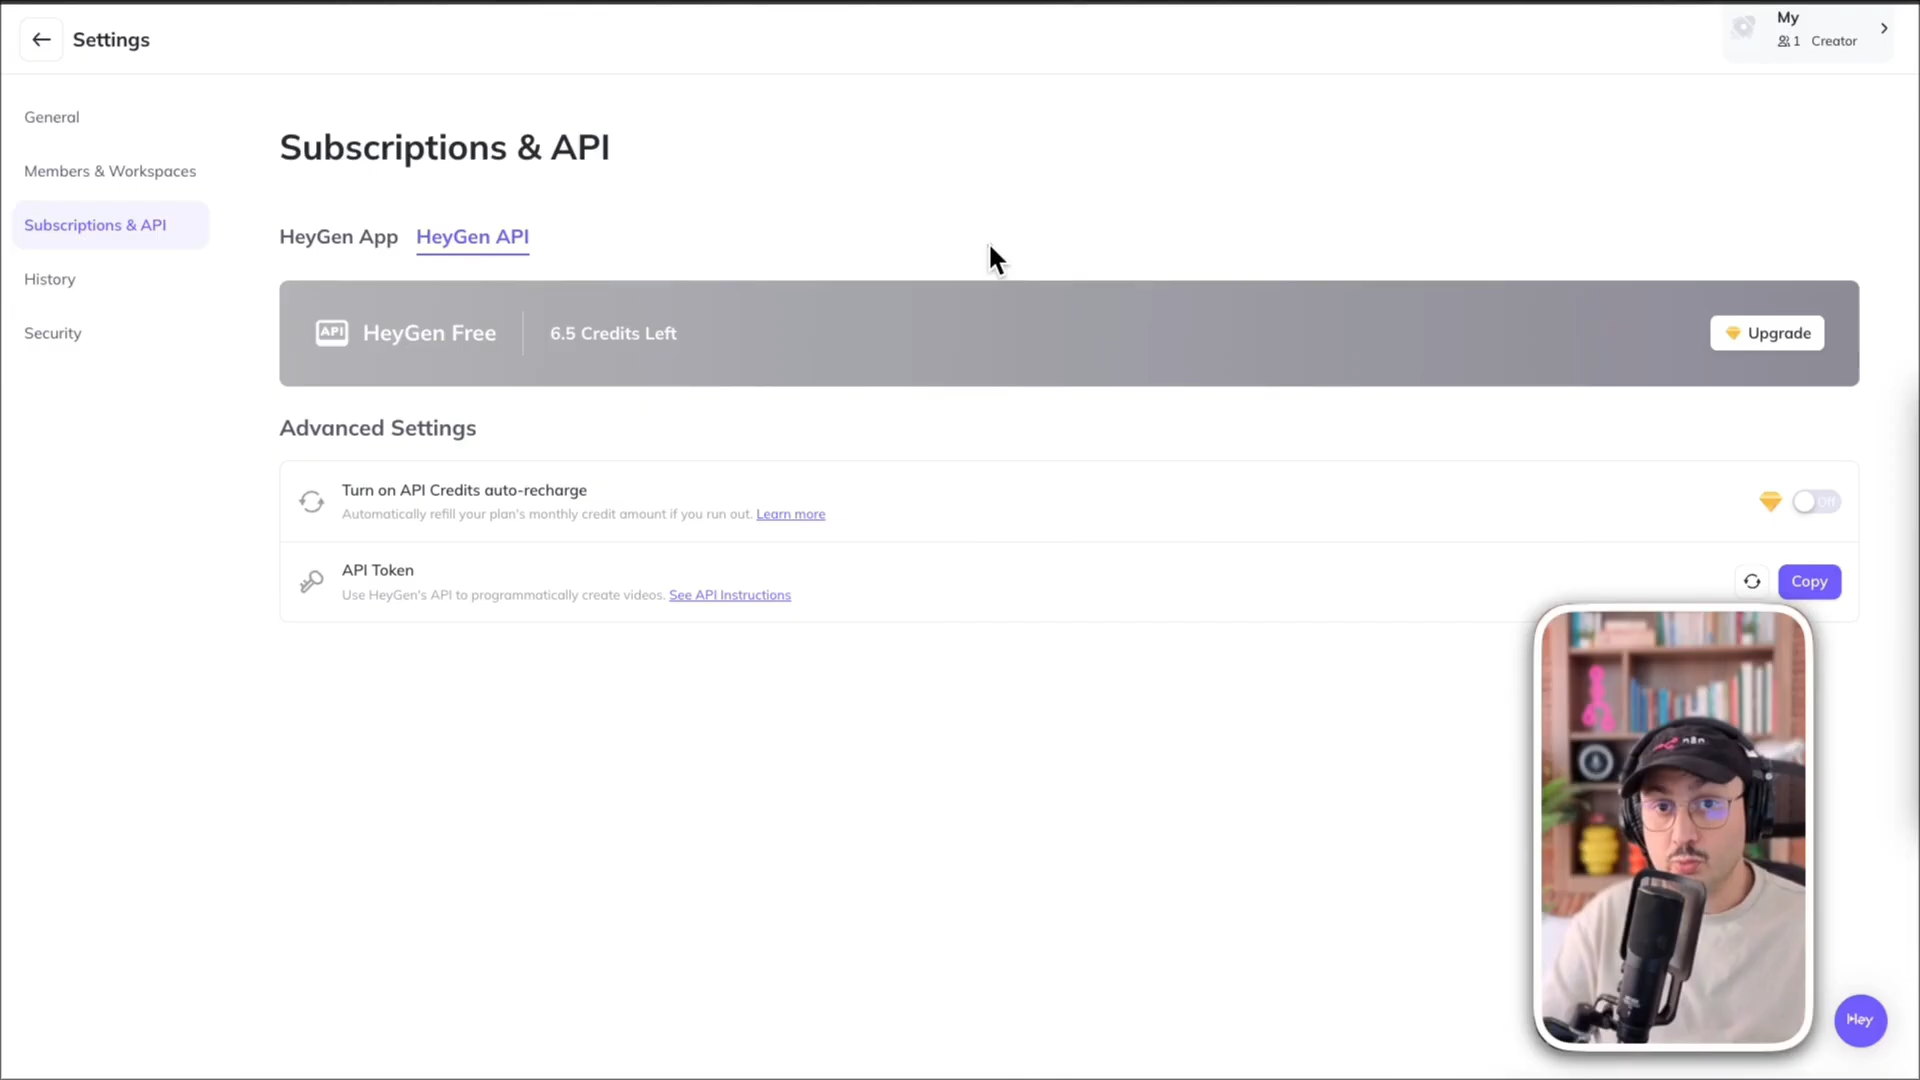 Settings
My
1 Creator
General
Members & Workspaces
Subscriptions & API
History
Security
Subscriptions & API
HeyGen App
HeyGen API
API
HeyGen Free
6.5 Credits Left
Upgrade
Advanced Settings
Turn on API Credits auto-recharge
Automatically refill your plan's monthly credit amount if you run out. Learn more
Off
API Token
Use HeyGen's API to programmatically create videos. See API Instructions
Copy
n8n
Hey